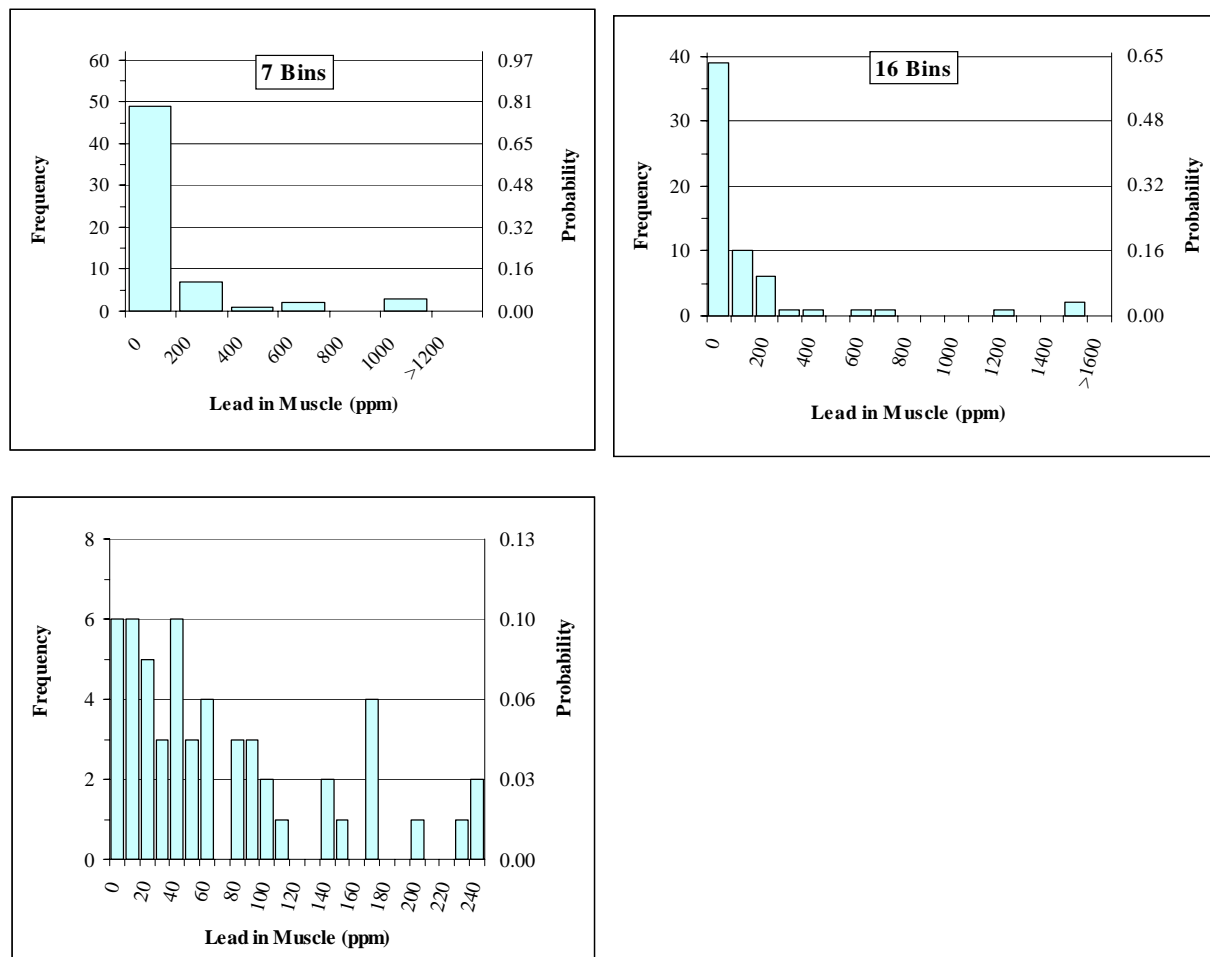 7 Bins
60
50
40
30
20
10
0
0.97
0.81
0.65
0.48
0.32
0.16
0.00
Frequency
Probability
0 200 400 600 800 1000 >1200
Lead in Muscle (ppm)
16 Bins
40
30
20
10
0
0.65
0.48
0.32
0.16
0.00
Frequency
Probability
0 200 400 600 800 1000 1200 1400 >1600
Lead in Muscle (ppm)
8
6
4
2
0
0.13
0.10
0.06
0.03
0.00
Frequency
Probability
0 20 40 60 80 100 120 140 160 180 200 220 240
Lead in Muscle (ppm)